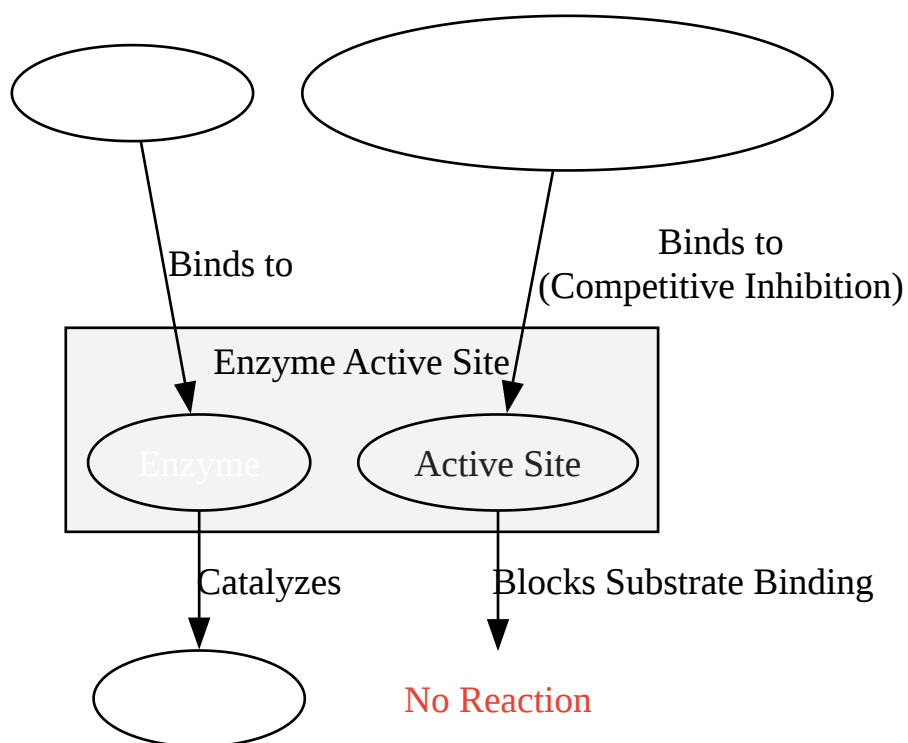 Binds to
Binds to
(Competitive Inhibition)
Enzyme Active Site
Enzyme
Active Site
Catalyzes
Blocks Substrate Binding
No Reaction